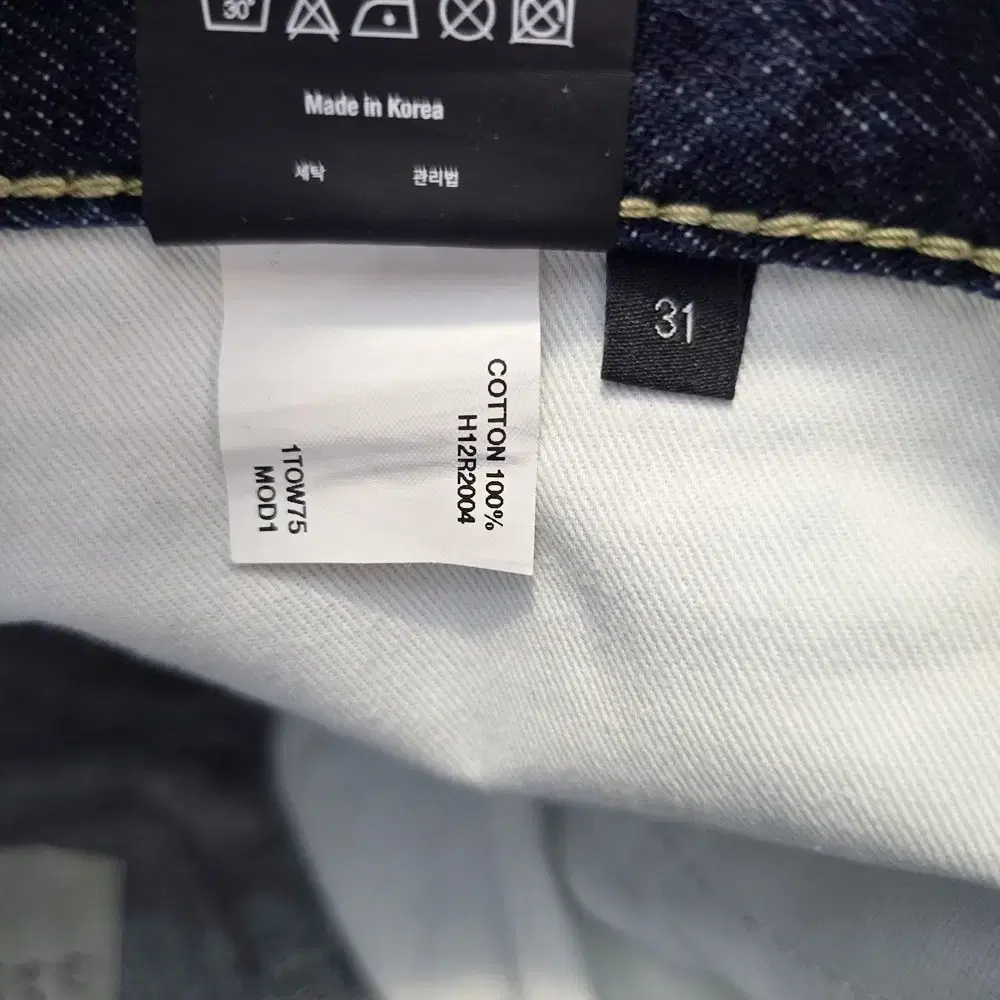 30°
Made in Korea
세탁 관리법
31
COTTON 100%
H12R2004
1TOW75
MOD1